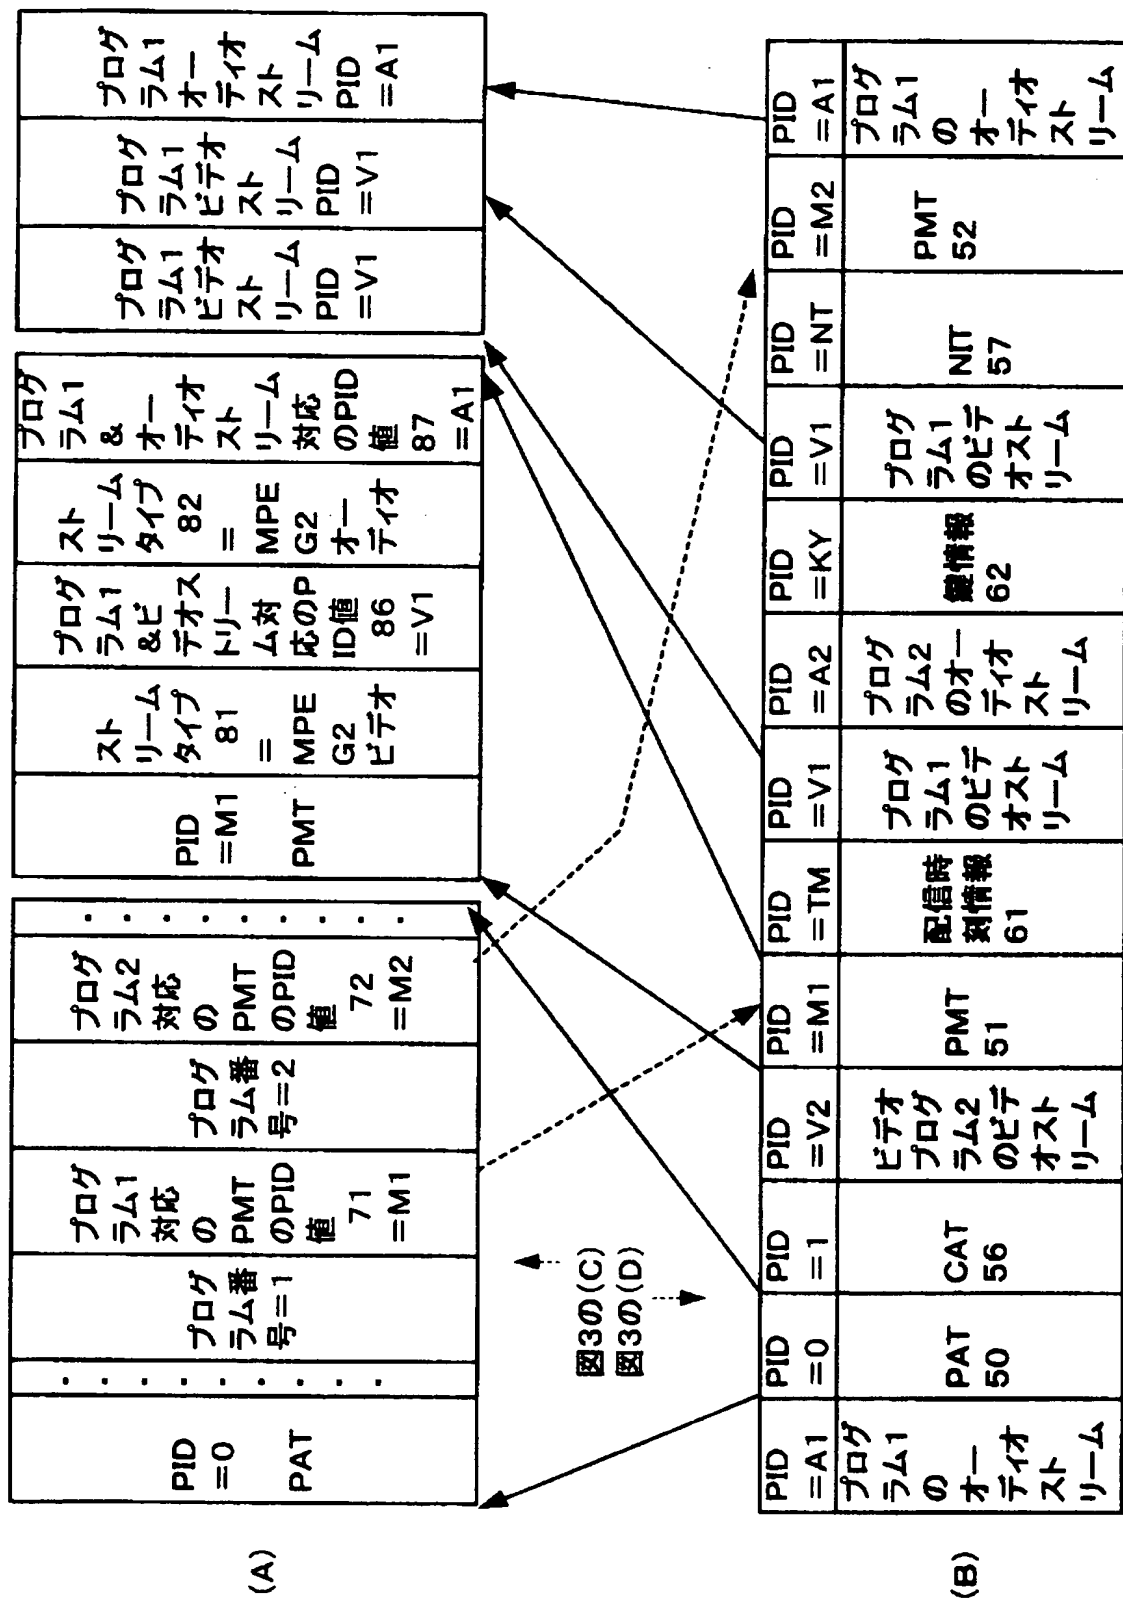 (A)
PID
=0
PAT
・・・・・・・・・・
プログ
ラム番
号=1
プログ
ラム1
対応
の
PMT
のPID
値 71
=M1
プログ
ラム番
号=2
プログ
ラム2
対応
の
PMT
のPID
値 72
=M2
・・・・・・・・・・
PID
=M1
PMT
スト
リーム
タイプ
81
=
MPE
G2
ビデオ
プログ
ラム1
&ビ
デオス
トリー
ム対
応のP
ID値
86
=V1
スト
リーム
タイプ
82
=
MPE
G2
オー
ディオ
プログ
ラム1
&
オー
ディオ
スト
リーム
対応
のPID
値
87
=A1
プログ
ラム1
ビデオ
スト
リーム
PID
=V1
プログ
ラム1
ビデオ
スト
リーム
PID
=V1
プログ
ラム1
オー
ディオ
スト
リーム
PID
=A1
図3の(C)
図3の(D)
(B)
PID
=A1
プログ
ラム1
の
オー
ディオ
スト
リーム
PID
=0
PAT
50
PID
=1
CAT
56
PID
=V2
ビデオ
プログ
ラム2
のビデ
オスト
リーム
PID
=M1
PMT
51
PID
=TM
配信時
刻情報
61
PID
=V1
プログ
ラム1
のビデ
オスト
リーム
PID
=A2
プログ
ラム2
のオー
ディオ
スト
リーム
PID
=KY
鍵情報
62
PID
=V1
プログ
ラム1
のビデ
オスト
リーム
PID
=NT
NIT
57
PID
=M2
PMT
52
PID
=A1
プログ
ラム1
の
オー
ディオ
スト
リーム